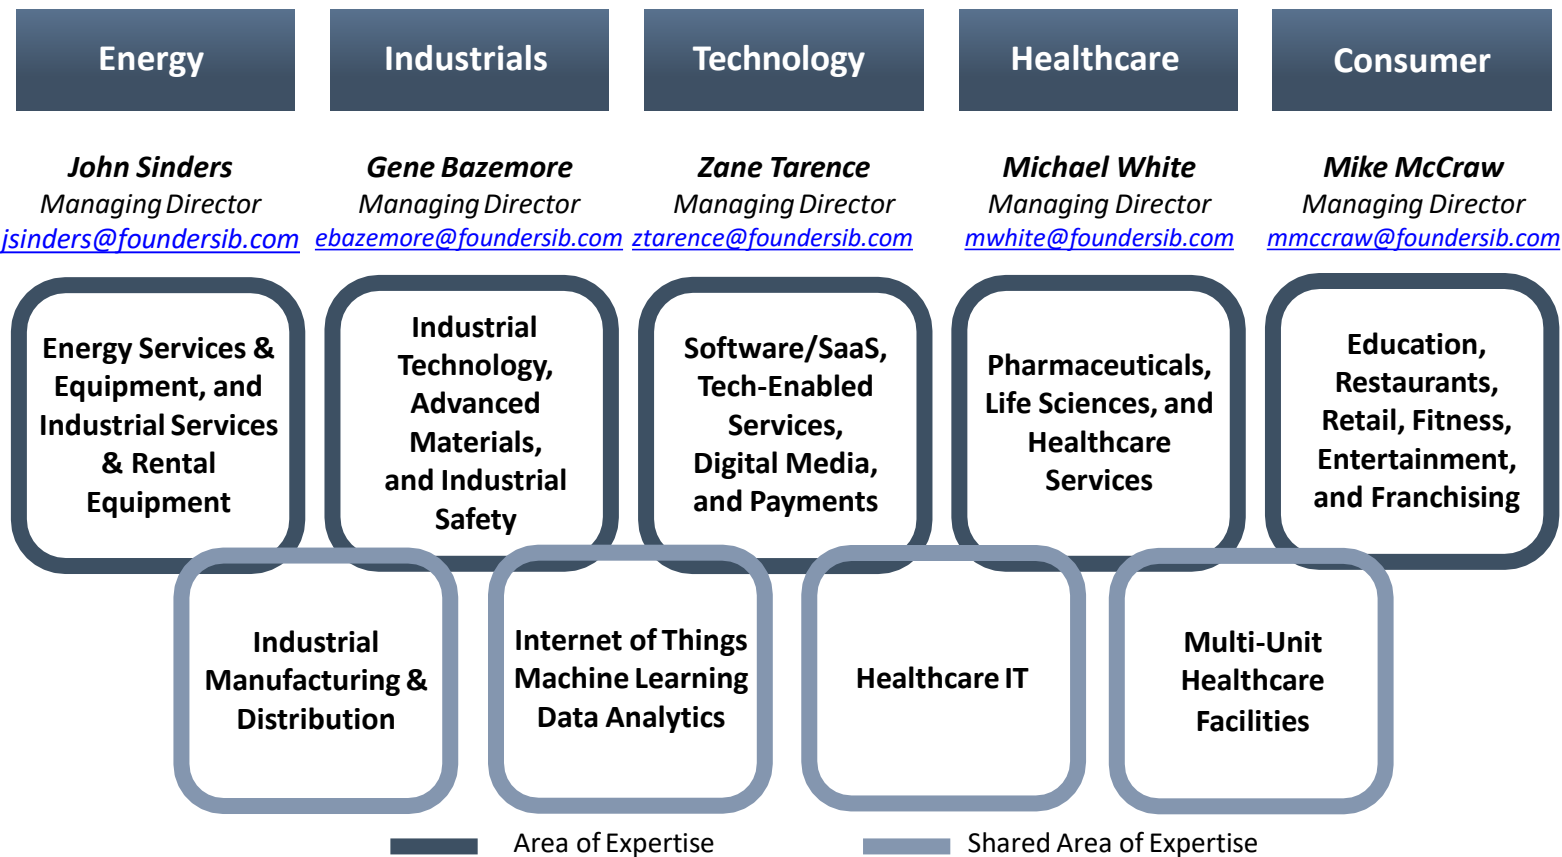 Energy
Industrials
Technology
Healthcare
Consumer
John Sinders
Managing Director
jsinders@foundersib.com
Gene Bazemore
Managing Director
ebazemore@foundersib.com
Zane Tarence
Managing Director
ztarence@foundersib.com
Michael White
Managing Director
mwhite@foundersib.com
Mike McCraw
Managing Director
mmccraw@foundersib.com
Energy Services &
Equipment, and
Industrial Services
& Rental
Equipment
Industrial
Technology,
Advanced
Materials,
and Industrial
Safety
Software/SaaS,
Tech-Enabled
Services,
Digital Media,
and Payments
Pharmaceuticals,
Life Sciences, and
Healthcare
Services
Education,
Restaurants,
Retail, Fitness,
Entertainment,
and Franchising
Industrial
Manufacturing &
Distribution
Internet of Things
Machine Learning
Data Analytics
Healthcare IT
Multi-Unit
Healthcare
Facilities
Area of Expertise
Shared Area of Expertise